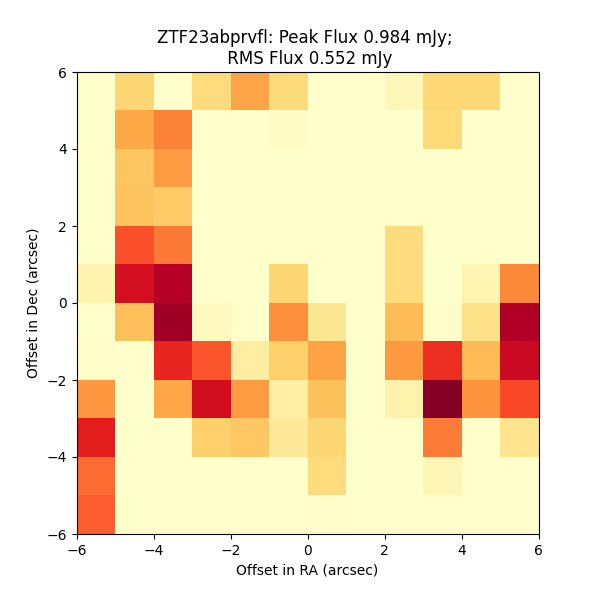 ZTF23abprvfl: Peak Flux 0.984 mJy;
RMS Flux 0.552 mJy
6
4
2
0
−2
−4
−6
Offset in Dec (arcsec)
−6 −4 −2 0 2 4 6
Offset in RA (arcsec)